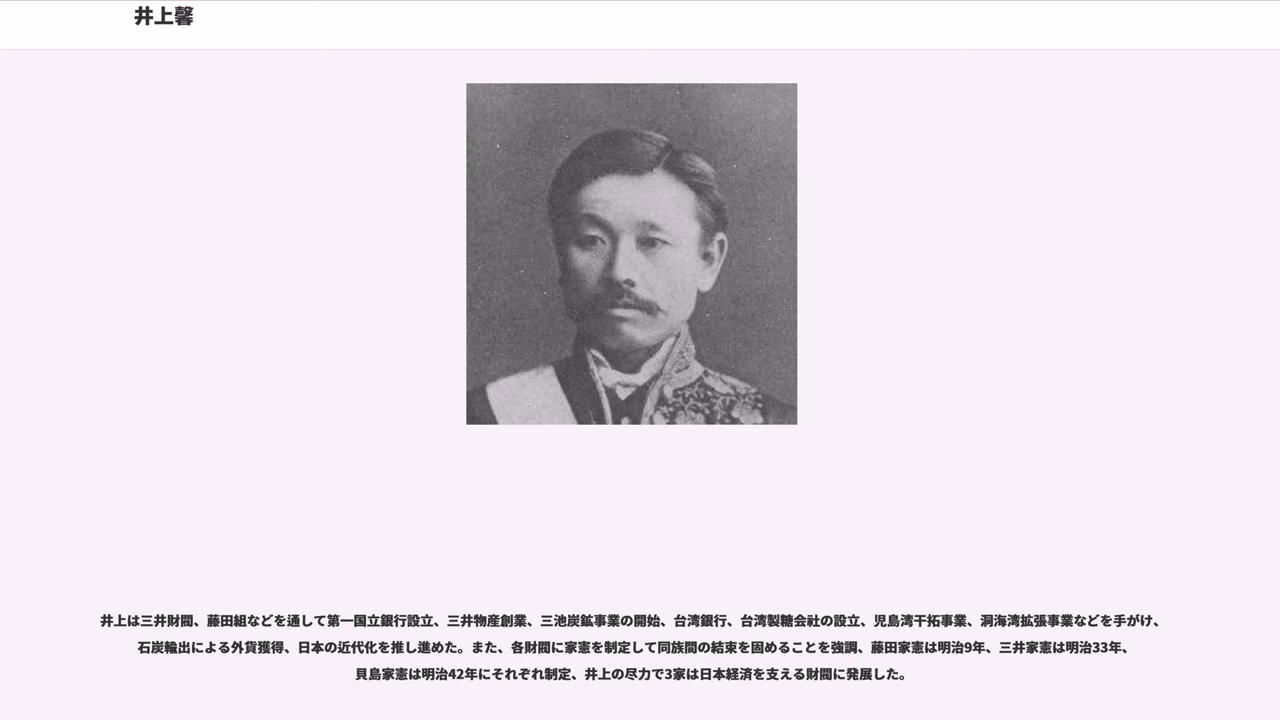 井上馨
井上は三井財閥、藤田組などを通して第一国立銀行設立、三井物産創業、三池炭鉱事業の開始、台湾銀行、台湾製糖会社の設立、児島湾干拓事業、洞海湾拡張事業などを手がけ、
石炭輸出による外貨獲得、日本の近代化を推し進めた。また、各財閥に家憲を制定して同族間の結束を固めることを強調、藤田家憲は明治9年、三井家憲は明治33年、
貝島家憲は明治42年にそれぞれ制定、井上の尽力で3家は日本経済を支える財閥に発展した。